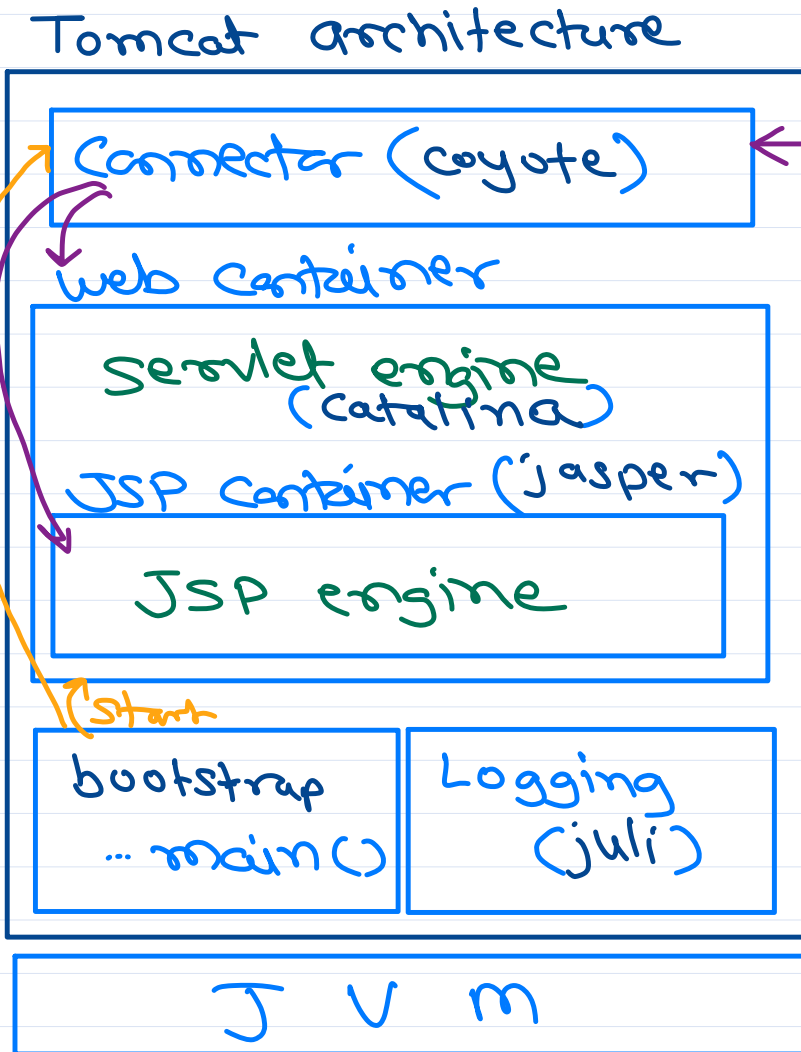 Tomcat architecture
Connector (coyote)
web container
servlet engine
(catalina)
JSP container (jasper)
JSP engine
start
bootstrap
... main()
Logging
(juli)
J V M